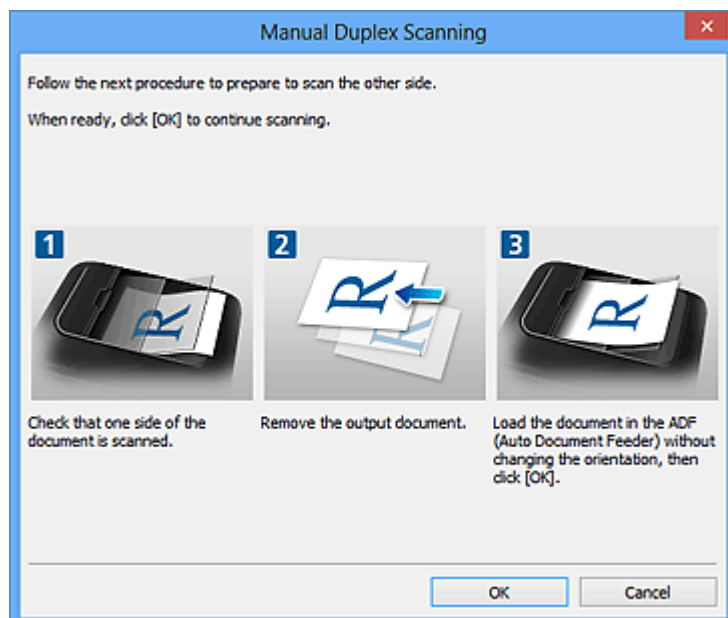 Manual Duplex Scanning
Follow the next procedure to prepare to scan the other side.
When ready, click [OK] to continue scanning.
1
R
Check that one side of the
document is scanned.
2
R
R
Remove the output document.
3
R
Load the document in the ADF
(Auto Document Feeder) without
changing the orientation, then
click [OK].
OK
Cancel